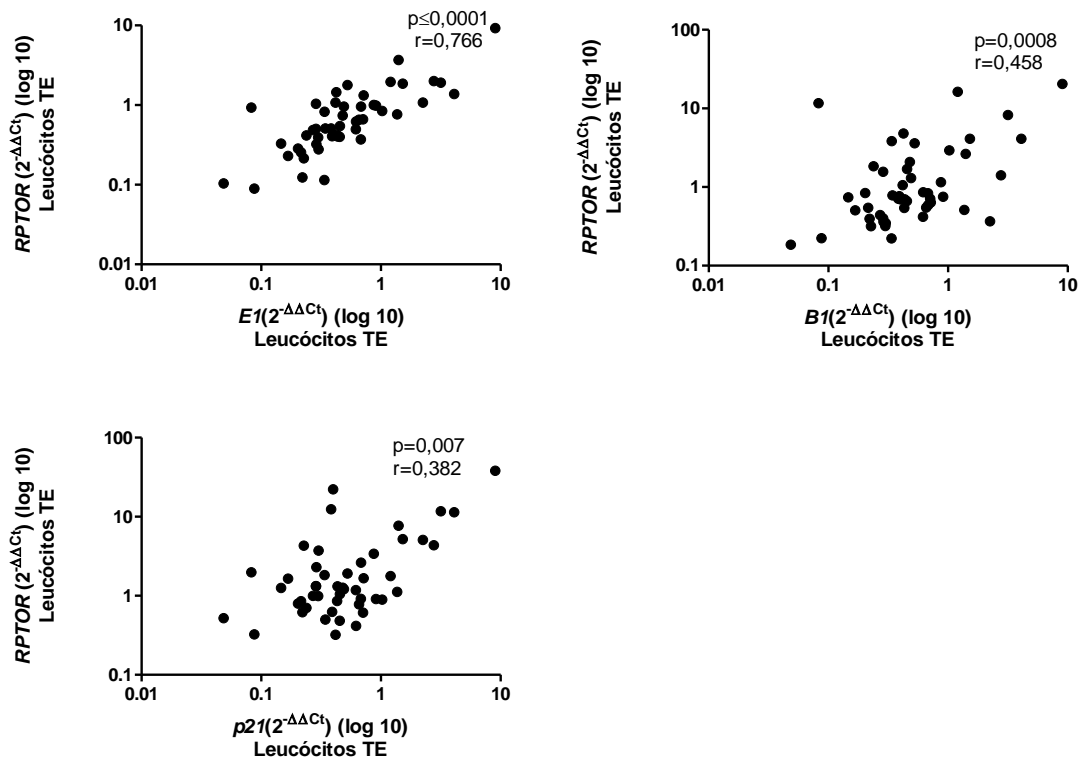 10
1
0.1
0.01
0.01
0.1
1
10
p≤0,0001
r=0,766
RPTOR (2-ΔΔCt) (log 10)
Leucócitos TE
E1(2-ΔΔCt) (log 10)
Leucócitos TE
100
10
1
0.1
0.01
0.1
1
10
p=0,0008
r=0,458
RPTOR (2-ΔΔCt) (log 10)
Leucócitos TE
B1(2-ΔΔCt) (log 10)
Leucócitos TE
100
10
1
0.1
0.01
0.1
1
10
p=0,007
r=0,382
RPTOR (2-ΔΔCt) (log 10)
Leucócitos TE
p21(2-ΔΔCt) (log 10)
Leucócitos TE